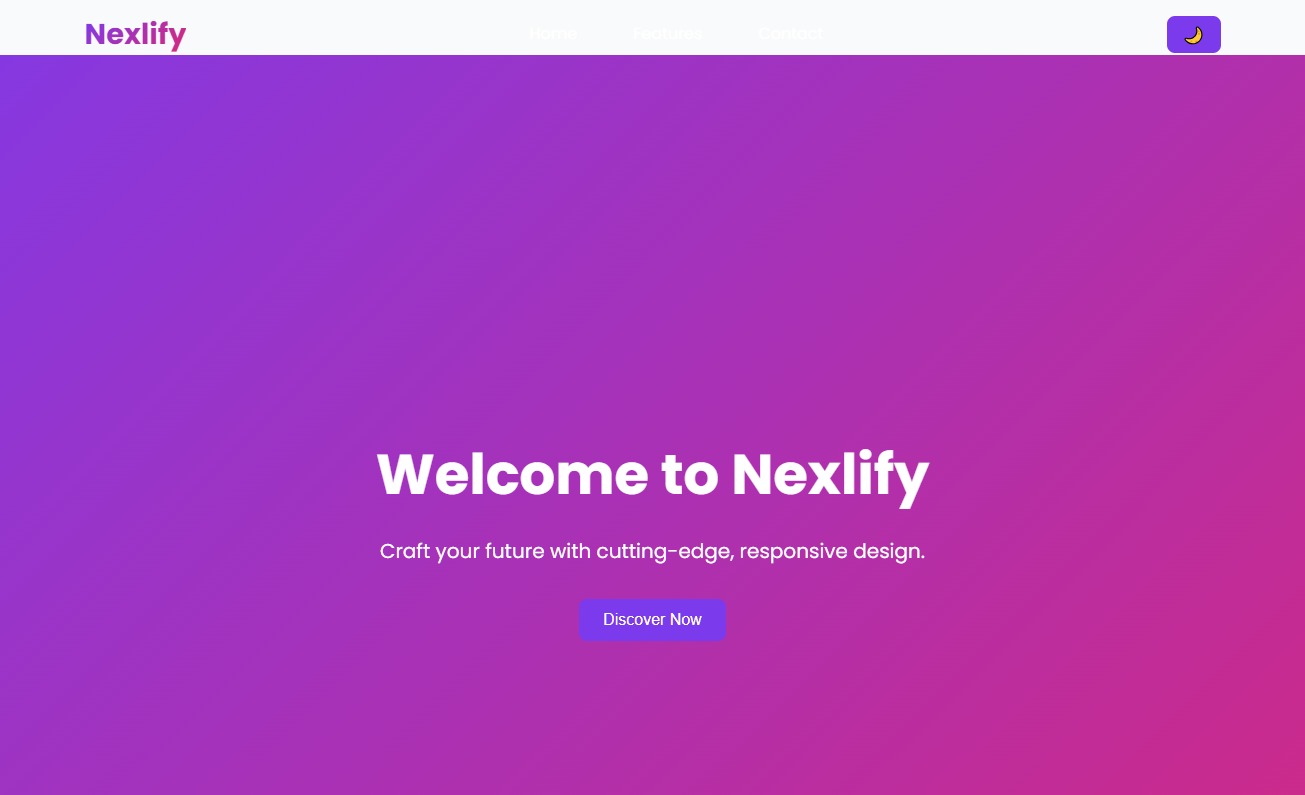 Nexlify
Home Features Contact
Welcome to Nexlify
Craft your future with cutting-edge, responsive design.
Discover Now